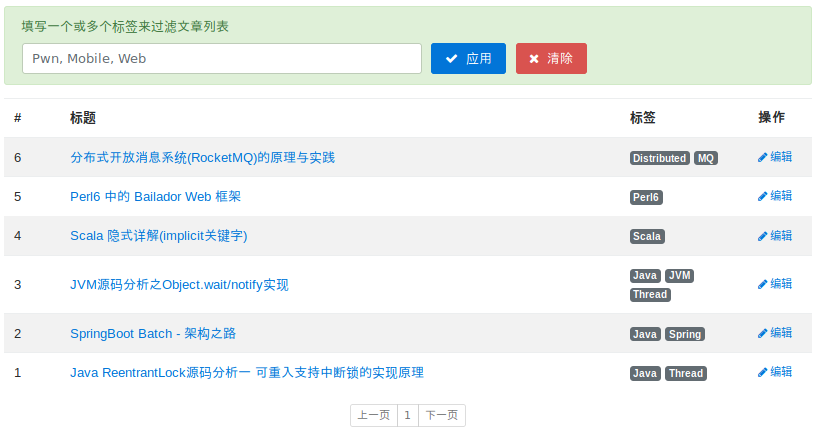 填写一个或多个标签来过滤文章列表
Pwn, Mobile, Web 应用 清除
# 标题 标签 操作
6 分布式开放消息系统(RocketMQ)的原理与实践 Distributed MQ 编辑
5 Perl6 中的 Bailador Web 框架 Perl6 编辑
4 Scala 隐式详解(implicit关键字) Scala 编辑
3 JVM源码分析之Object.wait/notify实现 Java JVM 编辑
Thread
2 SpringBoot Batch - 架构之路 Java Spring 编辑
1 Java ReentrantLock源码分析一 可重入支持中断锁的实现原理 Java Thread 编辑
上一页 1 下一页